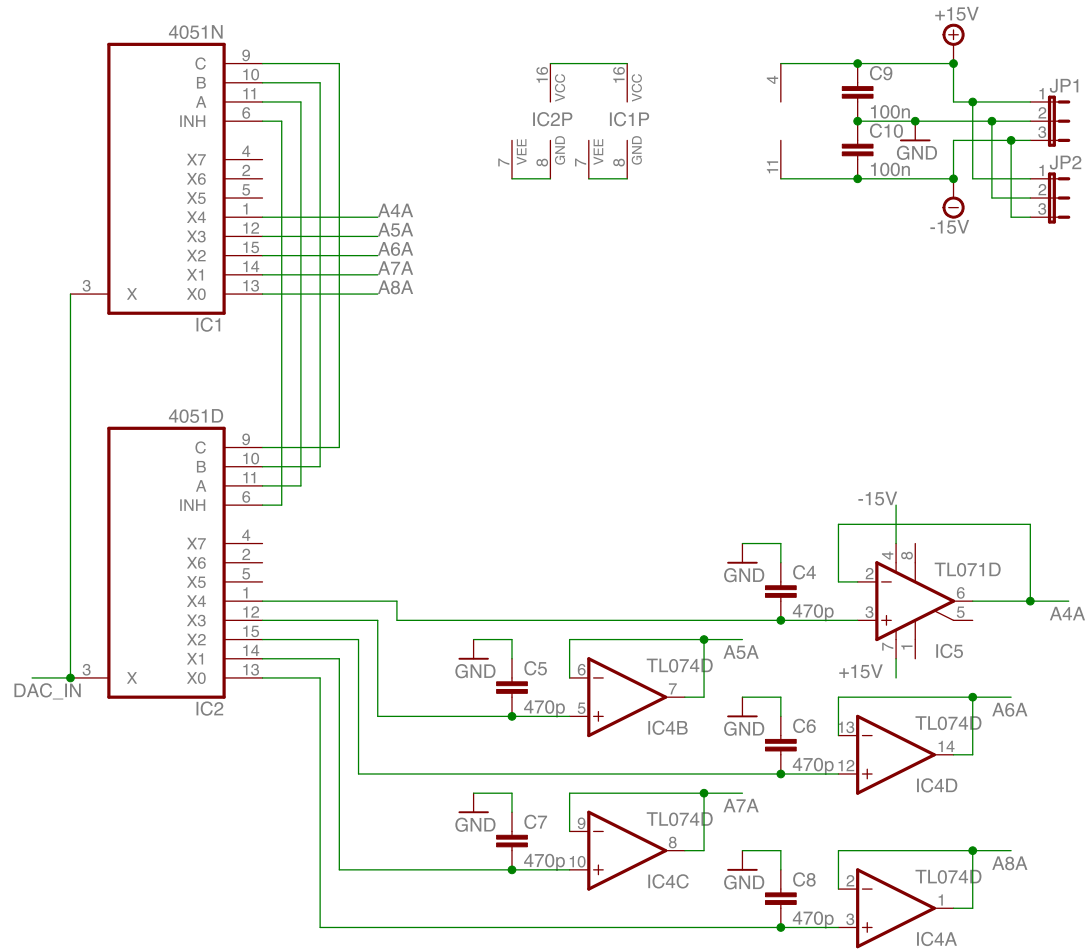 4051N
C 9
B 10
A 11
INH 6
X7 4
X6 2
X5 5
X4 1 A4A
X3 12 A5A
X2 15 A6A
X1 14 A7A
3 X X0 13 A8A
IC1
16 VCC
16 VCC
IC2P
IC1P
7 VEE
8 GND
7 VEE
8 GND
+15V
4
C9
100n
C10
100n
11
GND
-15V
JP1
1
2
3
JP2
1
2
3
4051D
C 9
B 10
A 11
INH 6
X7 4
X6 2
X5 5
X4 1
X3 12
X2 15
X1 14
3 X X0 13
DAC_IN
IC2
-15V
4
8
TL071D
GND
C4
470p
2
3
6
5
7
1
IC5
+15V
A4A
GND
C5
470p
6
5
7
TL074D
IC4B
A5A
GND
C6
470p
13
12
14
TL074D
IC4D
A6A
GND
C7
470p
9
10
8
TL074D
IC4C
A7A
GND
C8
470p
2
3
1
TL074D
IC4A
A8A